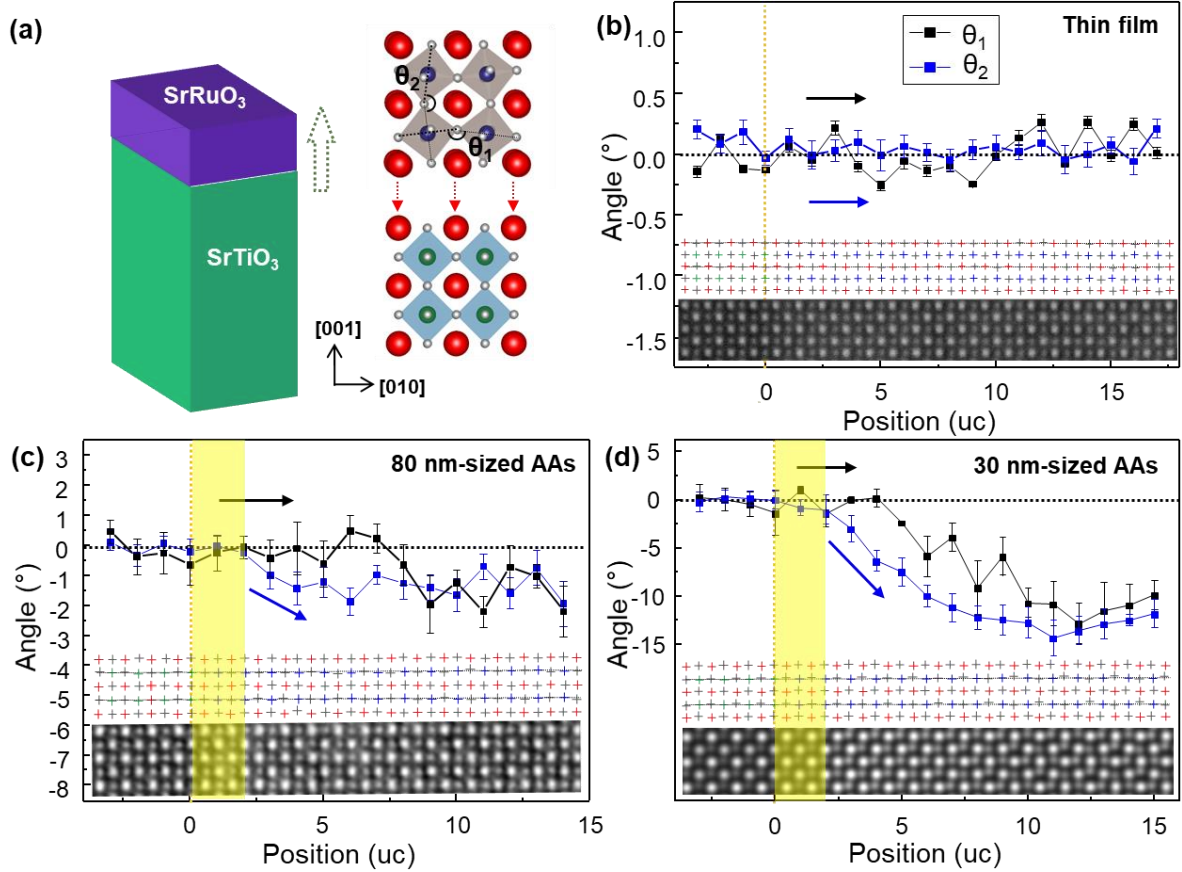 (a)
SrRuO3
SrTiO3
[001]
[010]
θ2
θ1
(b)
Thin film
θ1
θ2
1.0
0.5
0.0
-0.5
-1.0
-1.5
Angle (°)
0 5 10 15
Position (uc)
(c)
80 nm-sized AAs
3
2
1
0
-1
-2
-3
-4
-5
-6
-7
-8
Angle (°)
0 5 10 15
Position (uc)
(d)
30 nm-sized AAs
5
0
-5
-10
-15
Angle (°)
0 5 10 15
Position (uc)